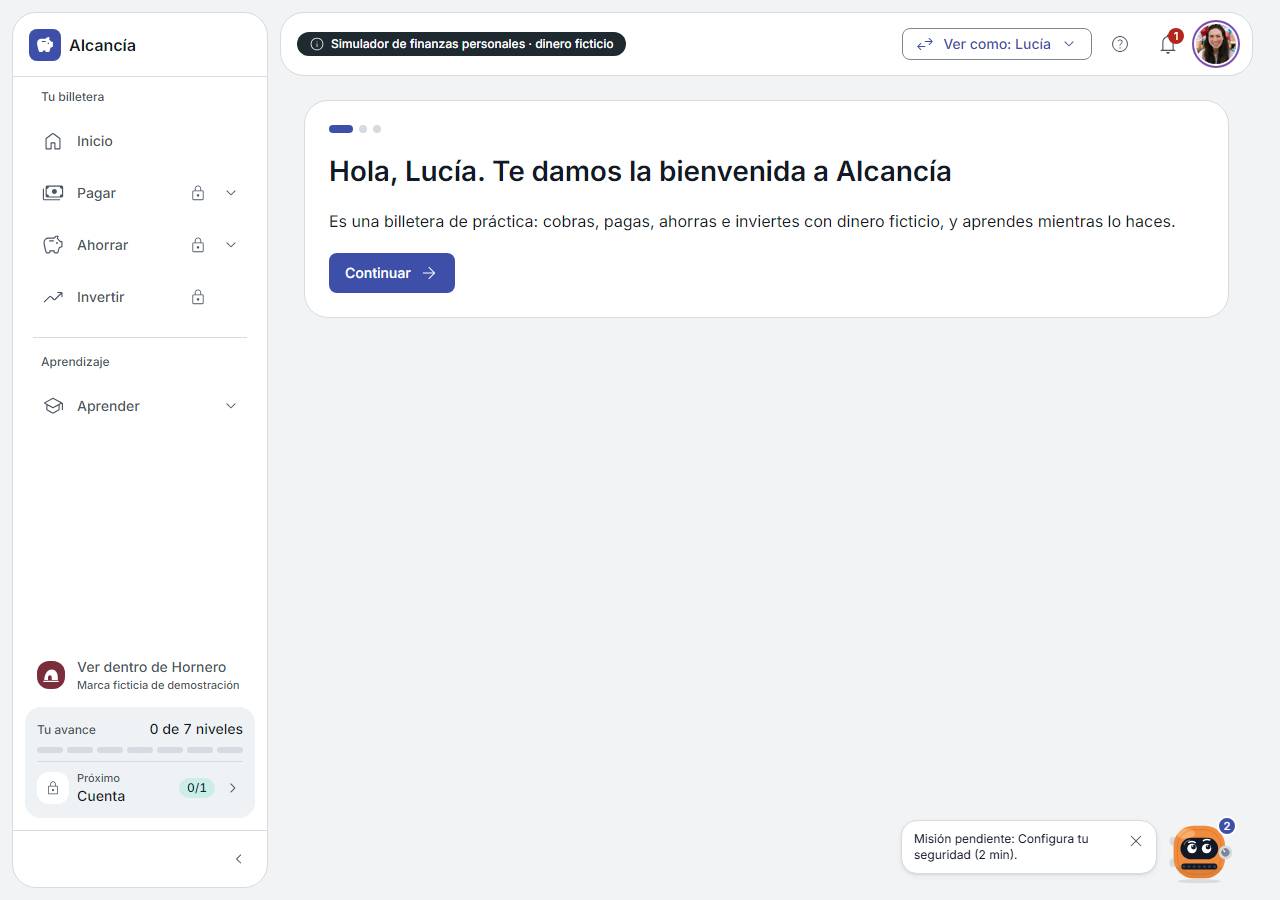 Alcancía
Tu billetera
Inicio
Pagar
Ahorrar
Invertir
Aprendizaje
Aprender
Ver dentro de Hornero
Marca ficticia de demostración
Tu avance 0 de 7 niveles
Próximo
Cuenta 0/1
Simulador de finanzas personales · dinero ficticio
Ver como: Lucía
1
Hola, Lucía. Te damos la bienvenida a Alcancía
Es una billetera de práctica: cobras, pagas, ahorras e inviertes con dinero ficticio, y aprendes mientras lo haces.
Continuar
Misión pendiente: Configura tu
seguridad (2 min).
2